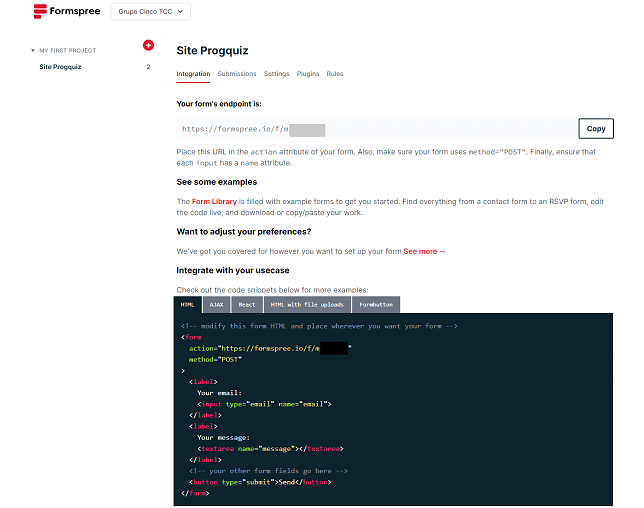 Formspree
Grupo Cinco TCC
MY FIRST PROJECT
Site Progquiz 2
Site Progquiz
Integration Submissions Settings Plugins Rules
Your form's endpoint is:
https://formspree.io/f/m
Copy
Place this URL in the action attribute of your form. Also, make sure your form uses method="POST". Finally, ensure that
each input has a name attribute.
See some examples
The Form Library is filled with example forms to get you started. Find everything from a contact form to an RSVP form, edit
the code live, and download or copy/paste your work.
Want to adjust your preferences?
We've got you covered for however you want to set up your form See more →
Integrate with your usecase
Check out the code snippets below for more examples:
HTML AJAX React HTML with file uploads Formbutton
<!-- modify this form HTML and place wherever you want your form -->
<form
action="https://formspree.io/f/m "
method="POST"
>
<label>
Your email:
<input type="email" name="email">
</label>
<label>
Your message:
<textarea name="message"></textarea>
</label>
<!-- your other form fields go here -->
<button type="submit">Send</button>
</form>